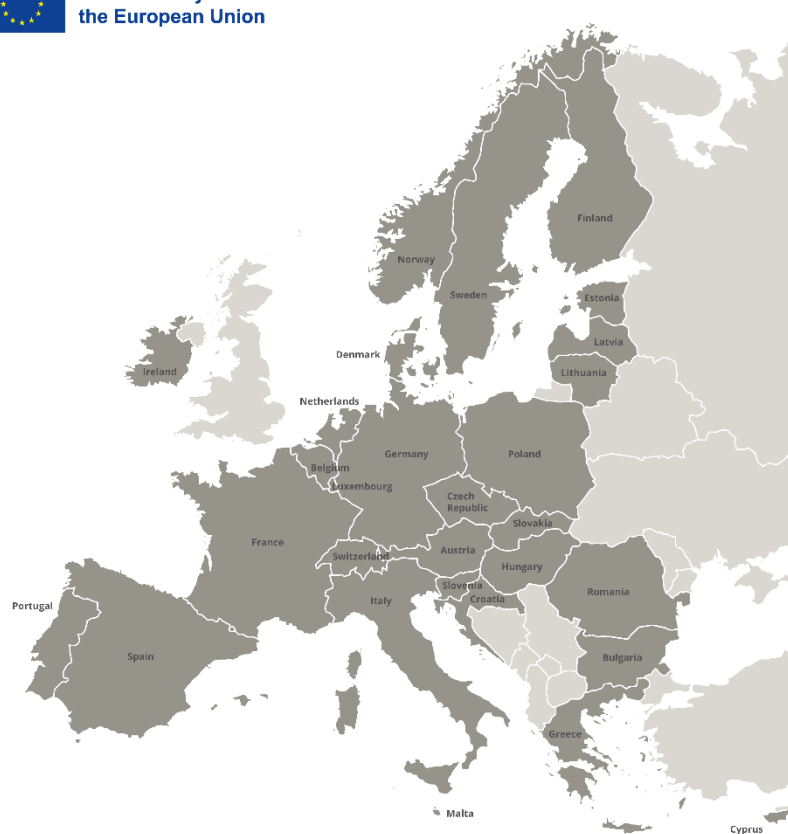 the European Union
Finland
Norway
Sweden
Estonia
Latvia
Denmark
Ireland
Lithuania
Netherlands
Germany
Poland
Belgium
Luxembourg
Czech
Republic
Slovakia
France
Austria
Switzerland
Hungary
Slovenia
Romania
Croatia
Italy
Portugal
Spain
Bulgaria
Greece
Malta
Cyprus